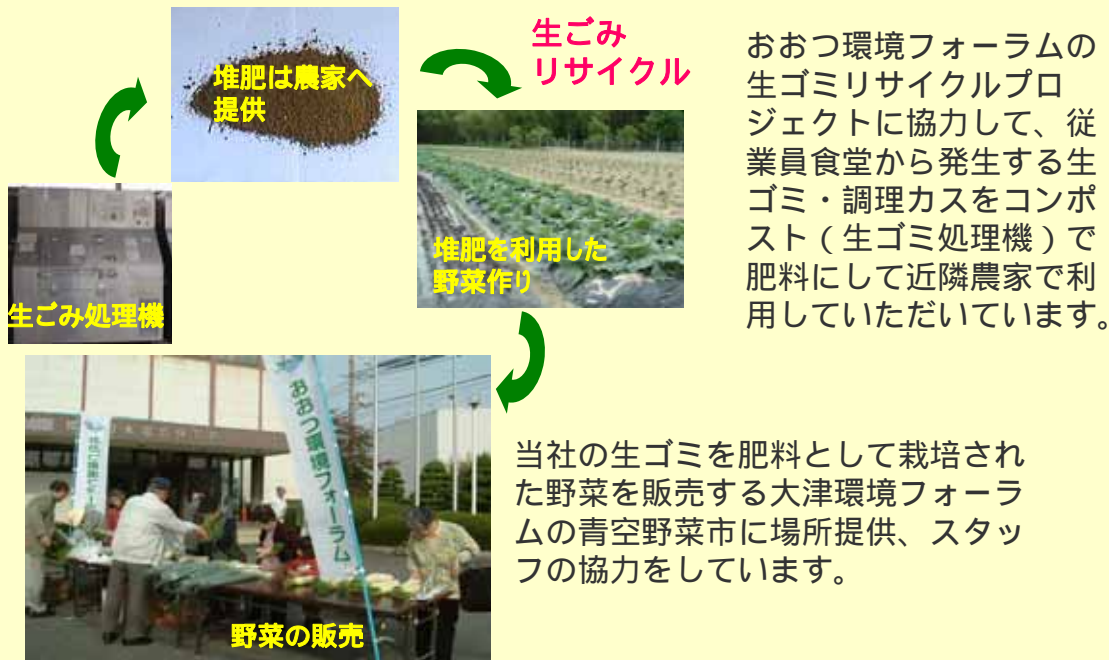 生ごみ
リサイクル
堆肥は農家へ
提供
生ごみ処理機
堆肥を利用した
野菜作り
おおつ環境フォーラムの
生ゴミリサイクルプロ
ジェクトに協力して、従
業員食堂から発生する生
ゴミ・調理カスをコンポ
スト（生ゴミ処理機）で
肥料にして近隣農家で利
用していただいています。
おおつ環境フォーラム
野菜の販売
当社の生ゴミを肥料として栽培され
た野菜を販売する大津環境フォーラ
ムの青空野菜市に場所提供、スタッ
フの協力をしています。